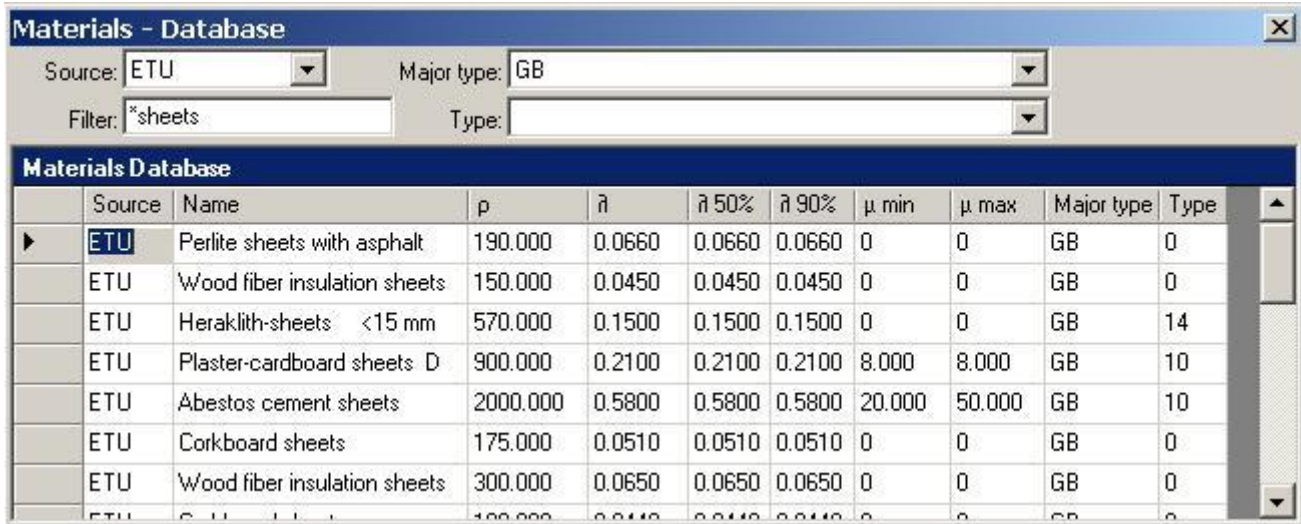 Materials - Database
Source: ETU Major type: GB
Filter: *sheets Type:
Materials Database
Source Name ρ λ λ 50% λ 90% μ min μ max Major type Type
ETU Perlite sheets with asphalt 190.000 0.0660 0.0660 0.0660 0 0 GB 0
ETU Wood fiber insulation sheets 150.000 0.0450 0.0450 0.0450 0 0 GB 0
ETU Heraklith-sheets <15 mm 570.000 0.1500 0.1500 0.1500 0 0 GB 14
ETU Plaster-cardboard sheets D 900.000 0.2100 0.2100 0.2100 8.000 8.000 GB 10
ETU Abestos cement sheets 2000.000 0.5800 0.5800 0.5800 20.000 50.000 GB 10
ETU Corkboard sheets 175.000 0.0510 0.0510 0.0510 0 0 GB 0
ETU Wood fiber insulation sheets 300.000 0.0650 0.0650 0.0650 0 0 GB 0